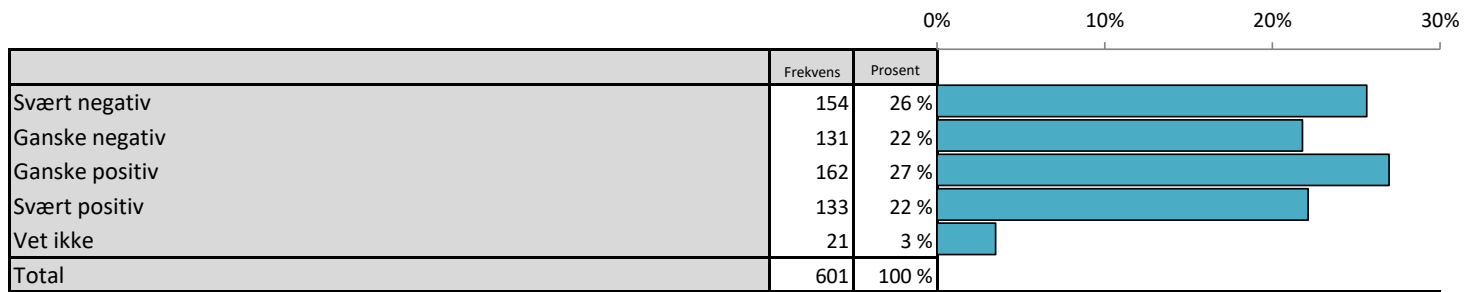 0% 10% 20% 30%
Frekvens Prosent
Svært negativ 154 26 %
Ganske negativ 131 22 %
Ganske positiv 162 27 %
Svært positiv 133 22 %
Vet ikke 21 3 %
Total 601 100 %